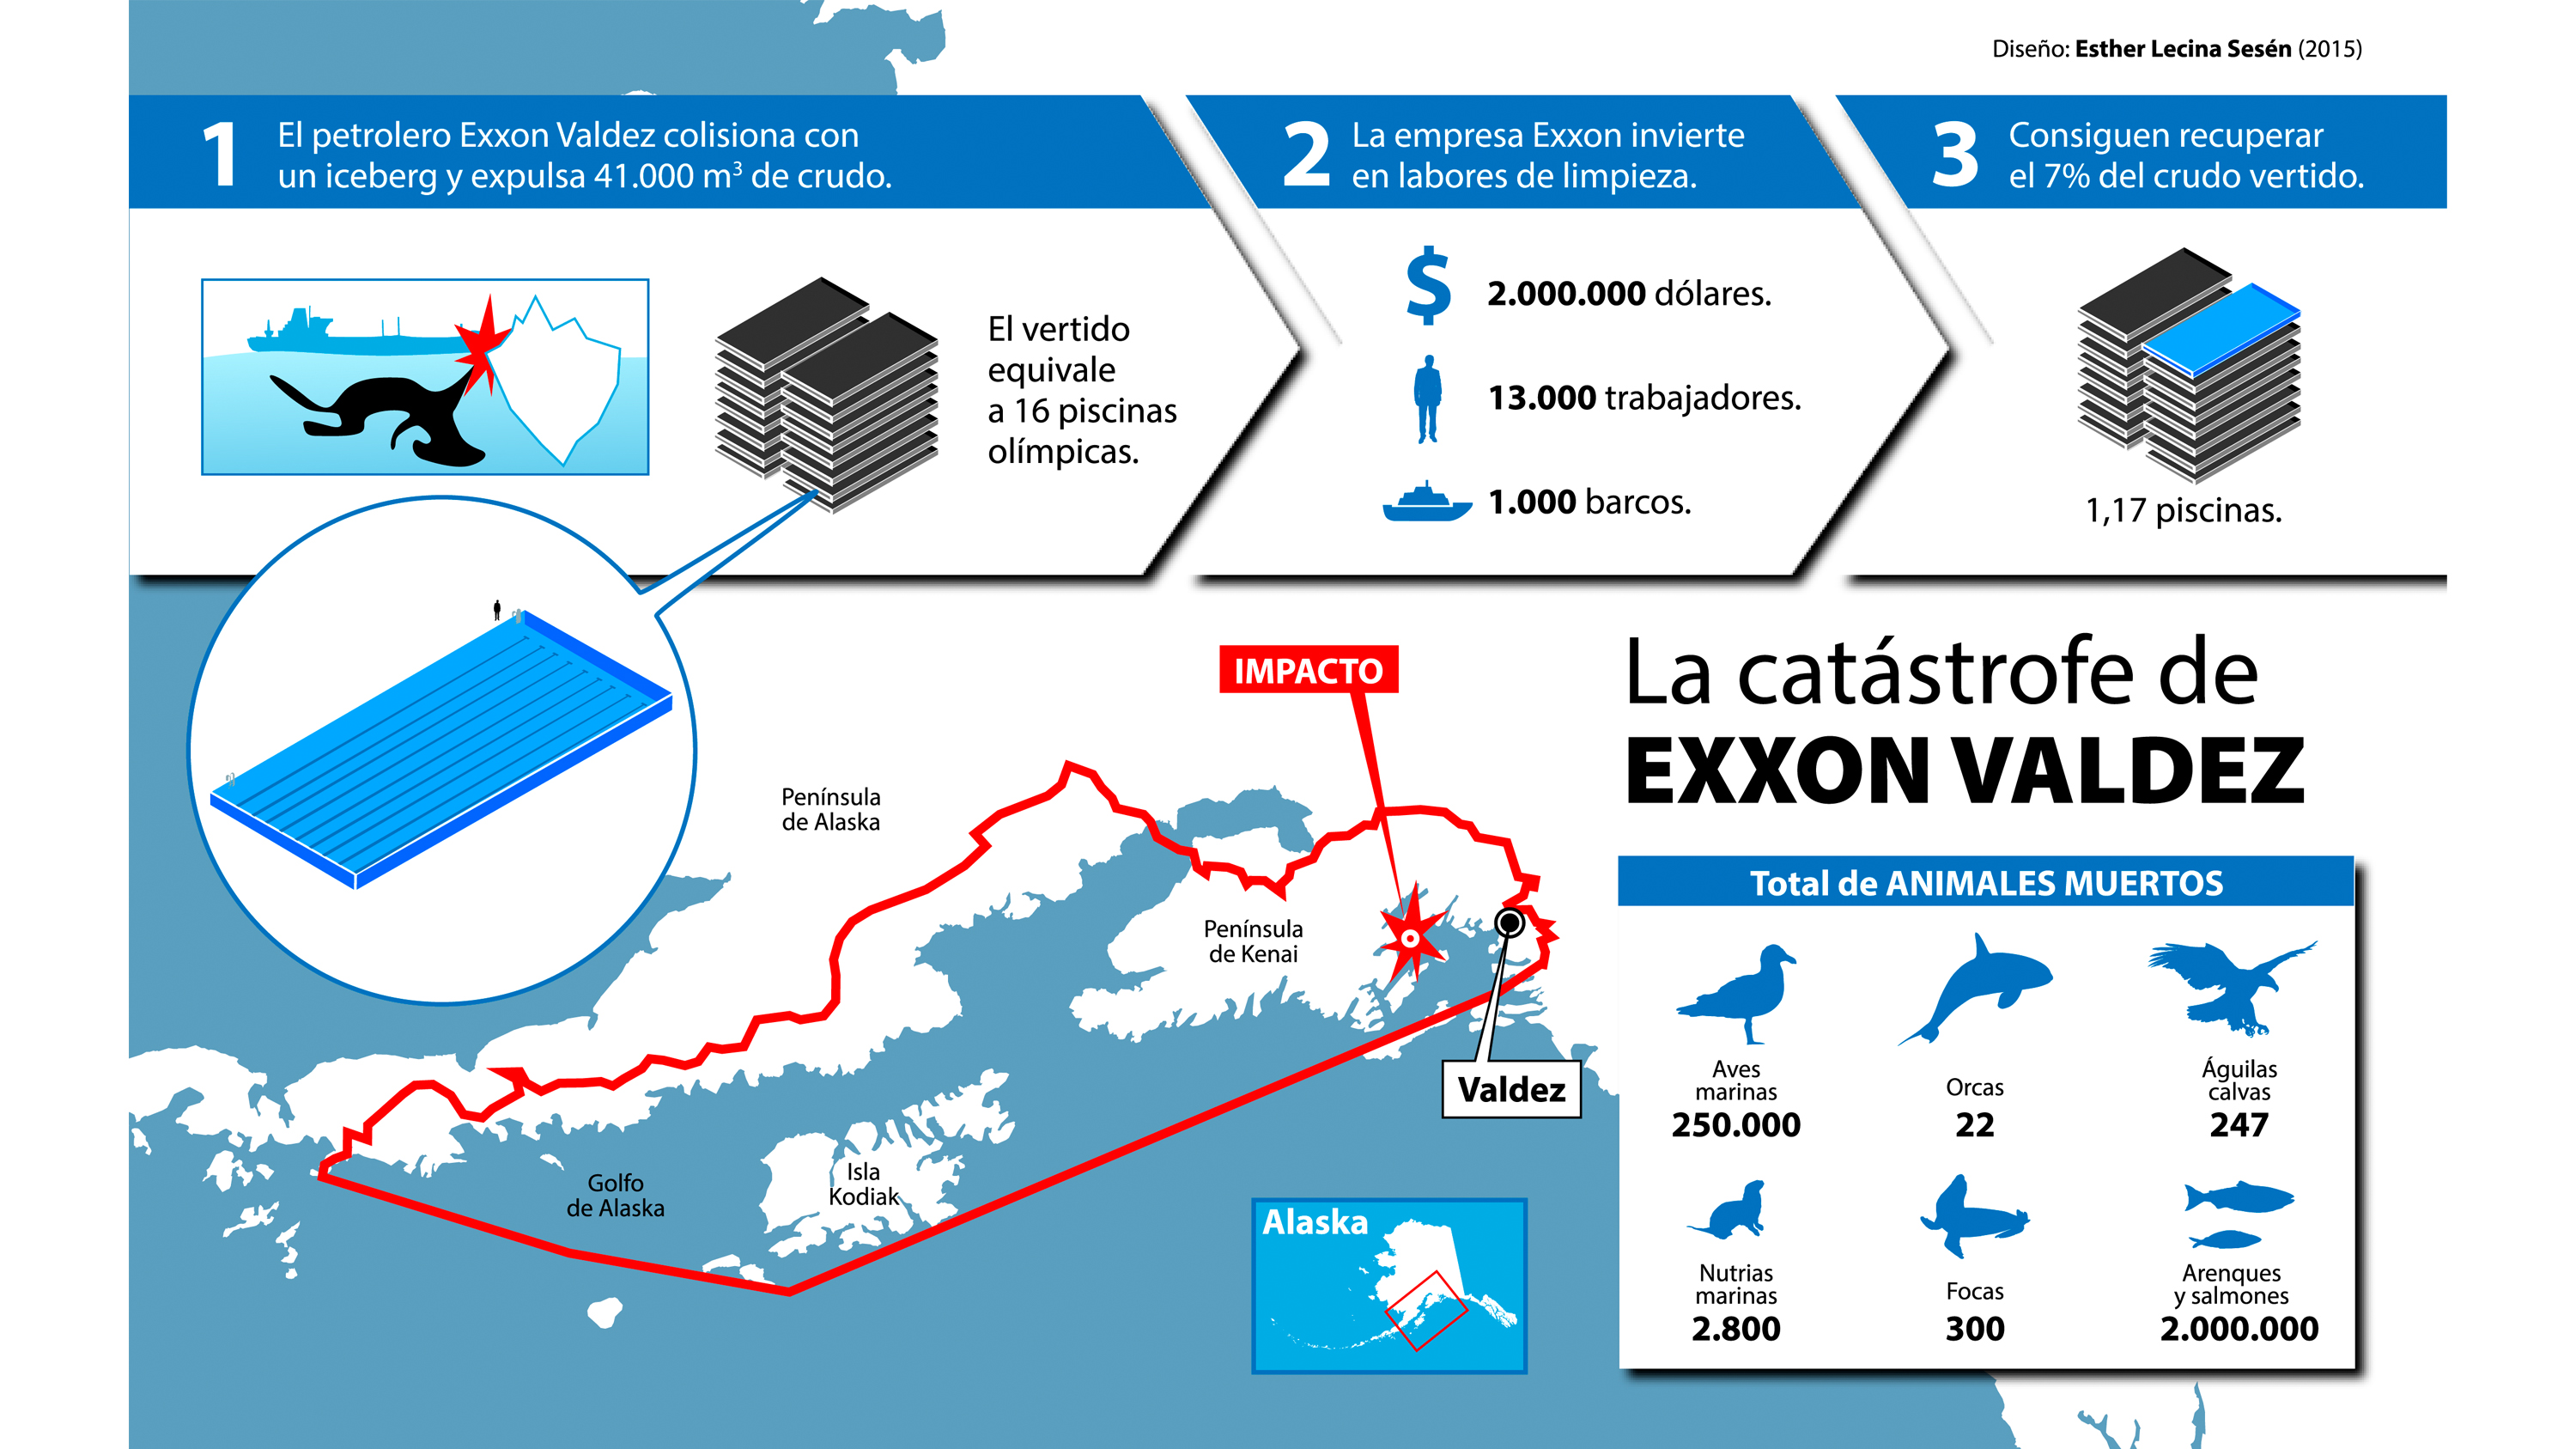 Diseño: Esther Lecina Sesén (2015)
1 El petrolero Exxon Valdez colisiona con
un iceberg y expulsa 41.000 m³ de crudo.
El vertido
equivale
a 16 piscinas
olímpicas.
2 La empresa Exxon invierte
en labores de limpieza.
$ 2.000.000 dólares.
13.000 trabajadores.
1.000 barcos.
3 Consiguen recuperar
el 7% del crudo vertido.
1,17 piscinas.
La catástrofe de
EXXON VALDEZ
IMPACTO
Península
de Alaska
Península
de Kenai
Valdez
Isla
Kodiak
Golfo
de Alaska
Alaska
Total de ANIMALES MUERTOS
Aves
marinas
250.000
Orcas
22
Águilas
calvas
247
Nutrias
marinas
2.800
Focas
300
Arenques
y salmones
2.000.000